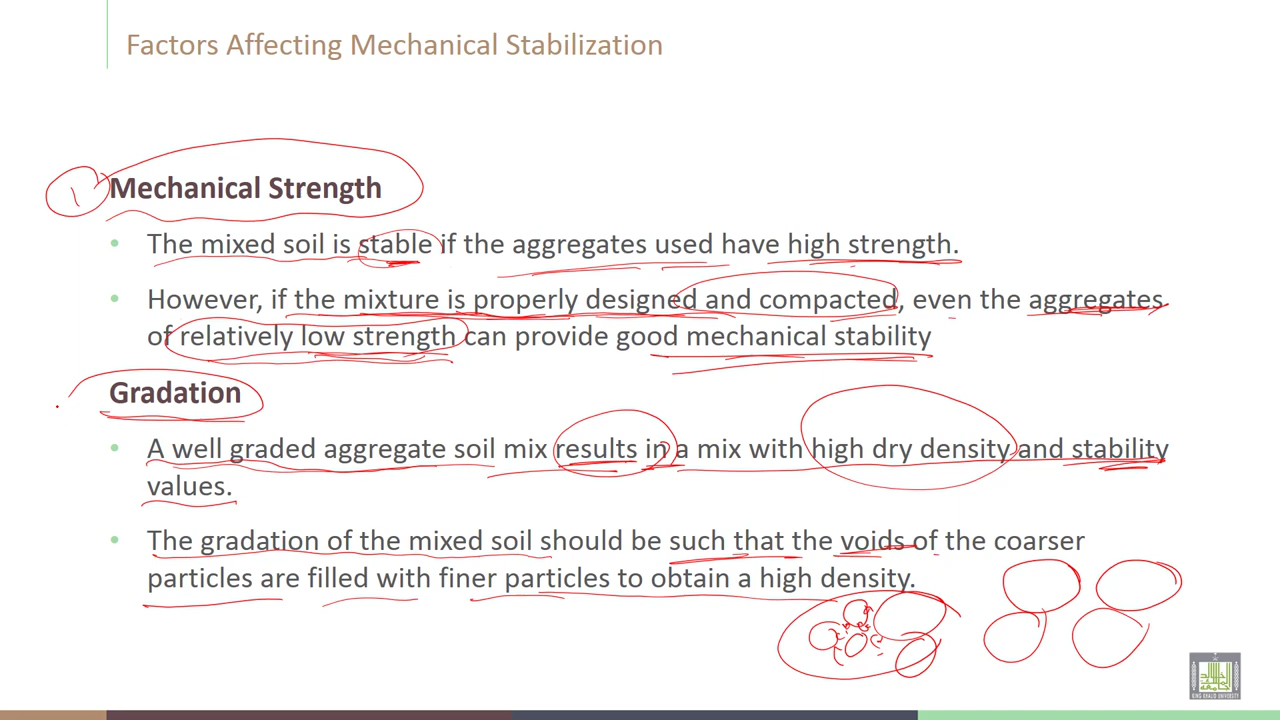 Factors Affecting Mechanical Stabilization
1
Mechanical Strength
• The mixed soil is stable if the aggregates used have high strength.
• However, if the mixture is properly designed and compacted, even the aggregates
of relatively low strength can provide good mechanical stability
Gradation
• A well graded aggregate soil mix results in a mix with high dry density and stability
values.
• The gradation of the mixed soil should be such that the voids of the coarser
particles are filled with finer particles to obtain a high density.
KING KHALID UNIVERSITY